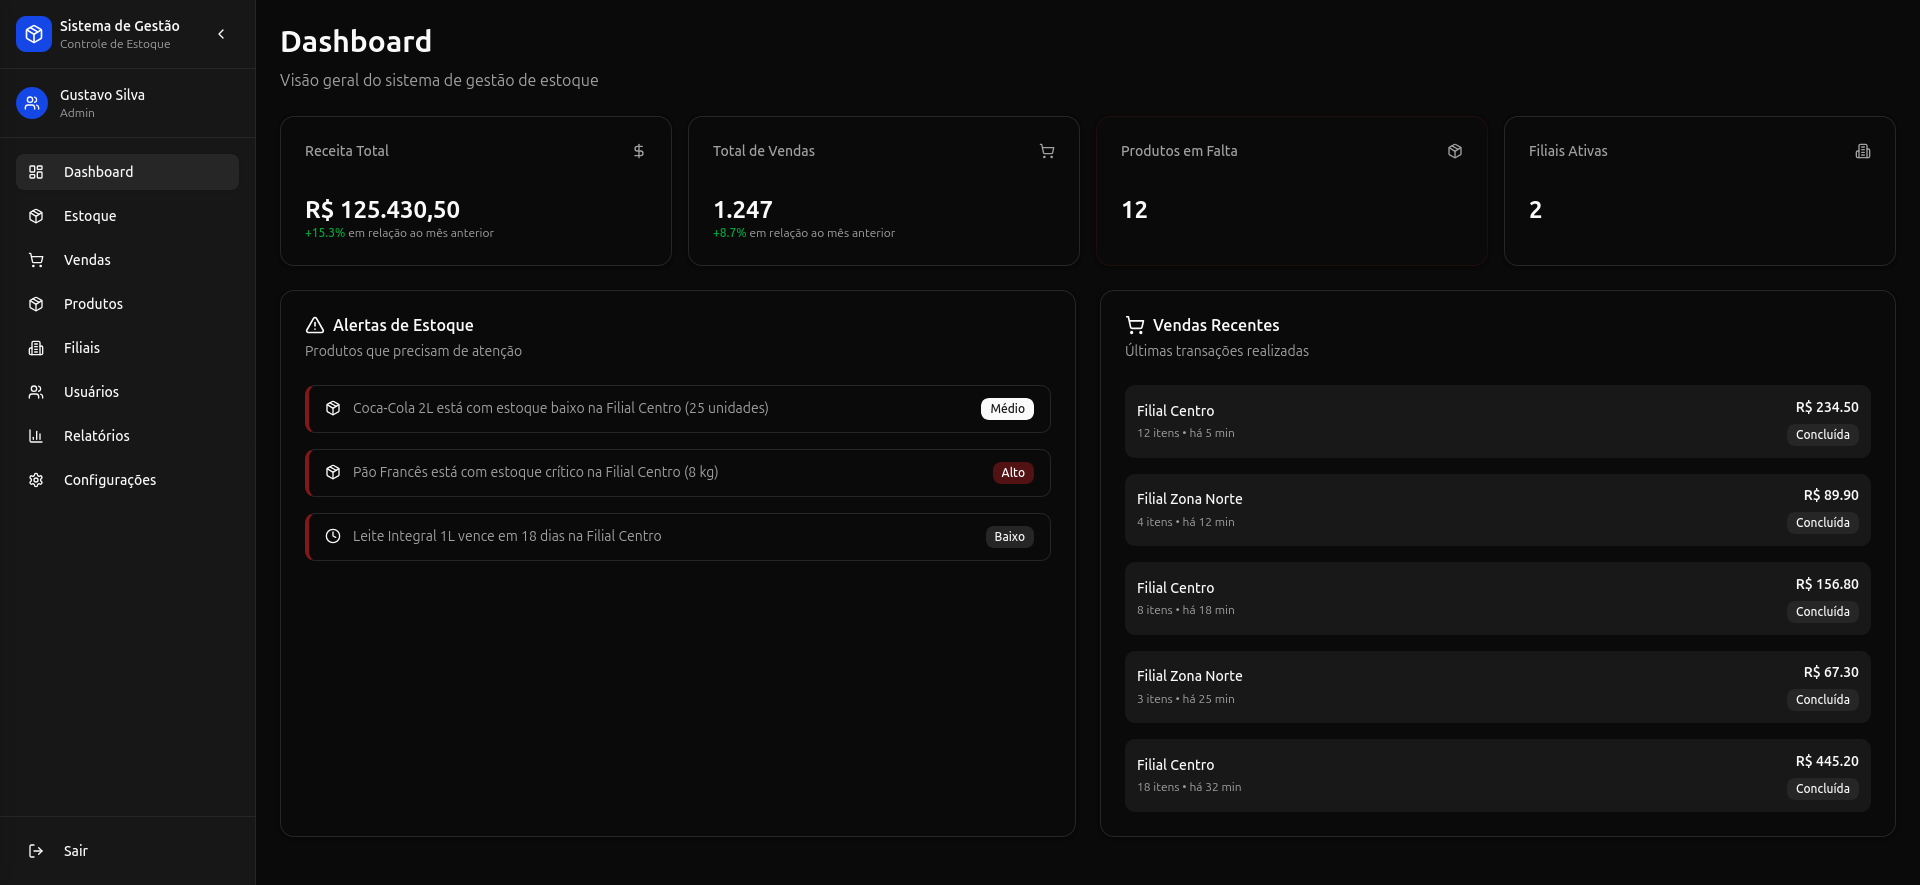 Sistema de Gestão
Controle de Estoque
Gustavo Silva
Admin
Dashboard
Estoque
Vendas
Produtos
Filiais
Usuários
Relatórios
Configurações
Sair
Dashboard
Visão geral do sistema de gestão de estoque
Receita Total
R$ 125.430,50
+15.3% em relação ao mês anterior
Total de Vendas
1.247
+8.7% em relação ao mês anterior
Produtos em Falta
12
Filiais Ativas
2
Alertas de Estoque
Produtos que precisam de atenção
Coca-Cola 2L está com estoque baixo na Filial Centro (25 unidades) Médio
Pão Francês está com estoque crítico na Filial Centro (8 kg) Alto
Leite Integral 1L vence em 18 dias na Filial Centro Baixo
Vendas Recentes
Últimas transações realizadas
Filial Centro R$ 234.50
12 itens • há 5 min Concluída
Filial Zona Norte R$ 89.90
4 itens • há 12 min Concluída
Filial Centro R$ 156.80
8 itens • há 18 min Concluída
Filial Zona Norte R$ 67.30
3 itens • há 25 min Concluída
Filial Centro R$ 445.20
18 itens • há 32 min Concluída